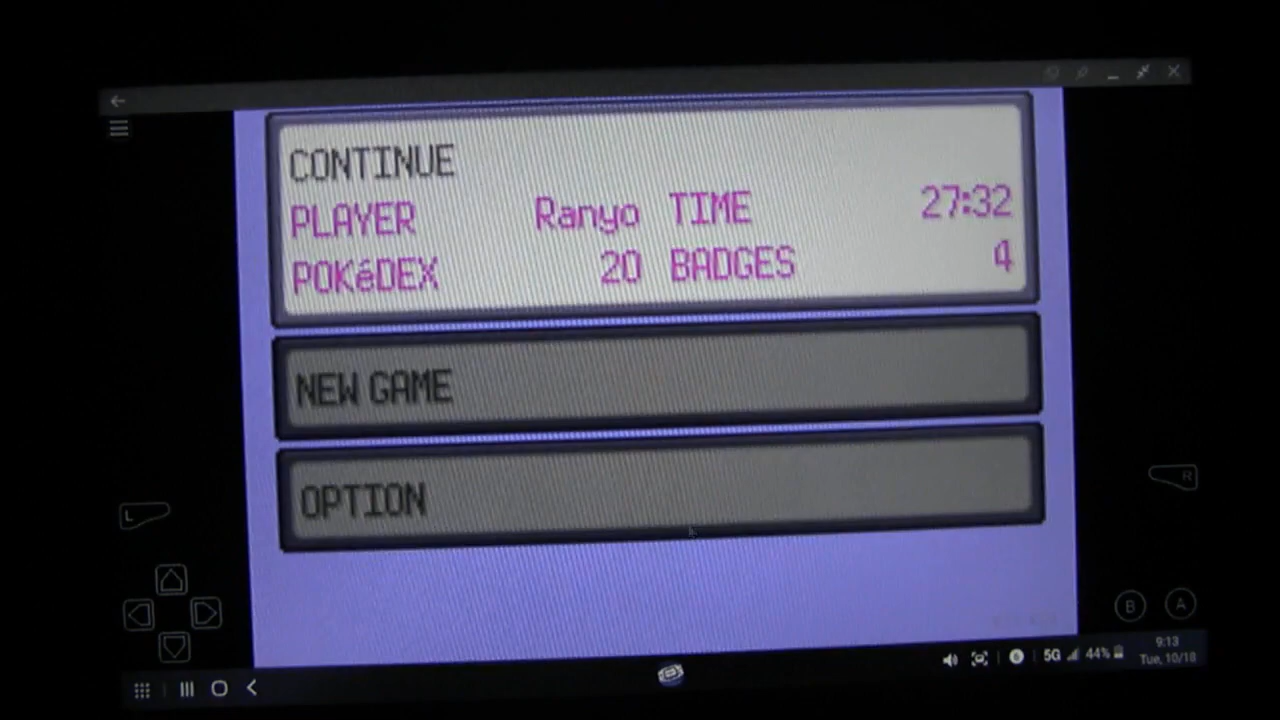 CONTINUE
PLAYER Ranyo TIME 27:32
POKéDEX 20 BADGES 4
NEW GAME
OPTION
L
R
B A
9:13
5G 44% Tue, 10/18